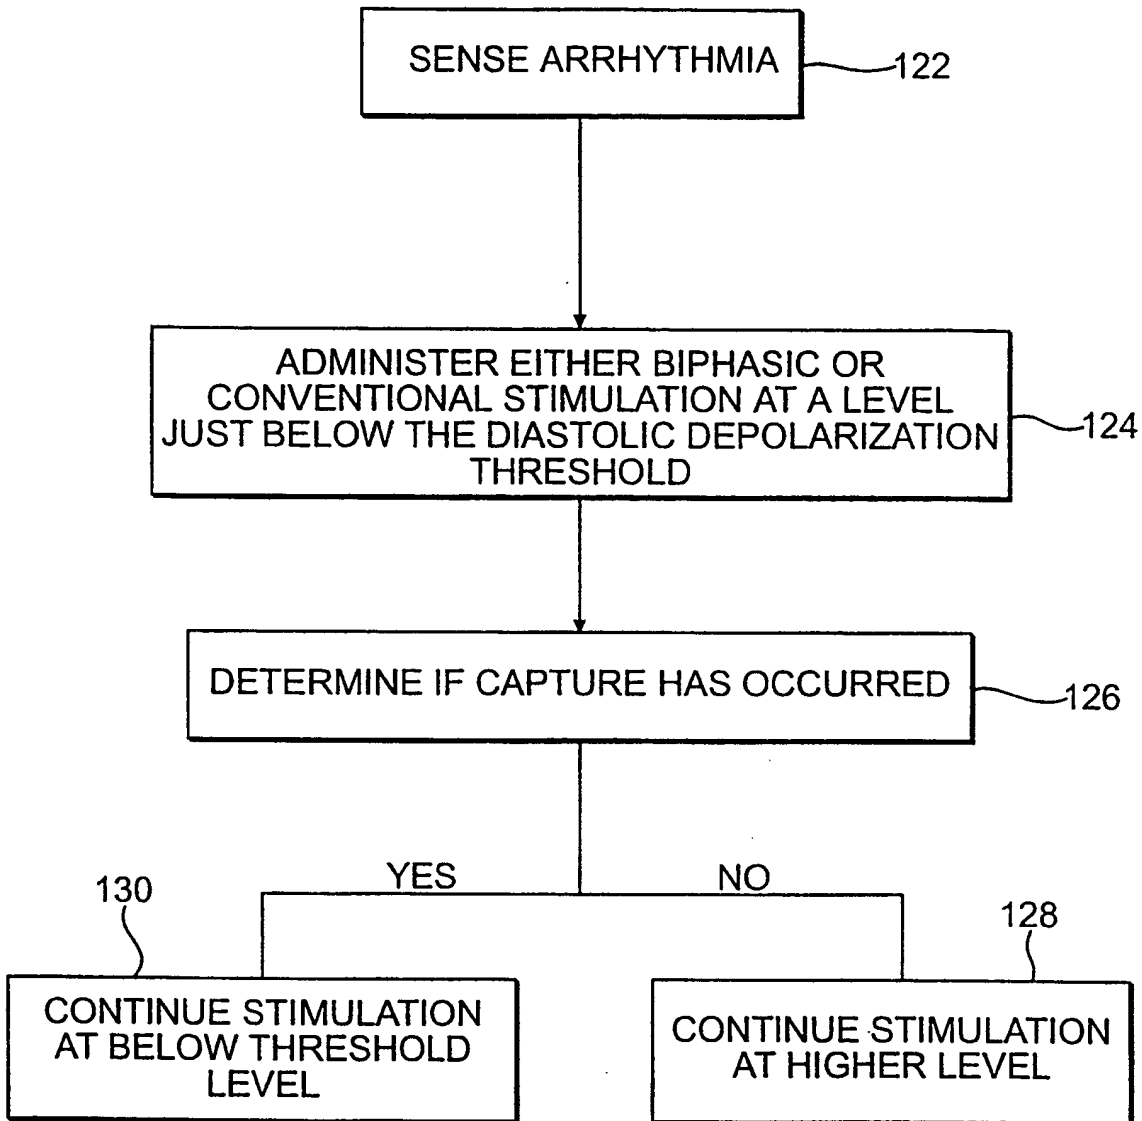 SENSE ARRHYTHMIA
122
ADMINISTER EITHER BIPHASIC OR
CONVENTIONAL STIMULATION AT A LEVEL
JUST BELOW THE DIASTOLIC DEPOLARIZATION
THRESHOLD
124
DETERMINE IF CAPTURE HAS OCCURRED
126
YES
NO
130
128
CONTINUE STIMULATION
AT BELOW THRESHOLD
LEVEL
CONTINUE STIMULATION
AT HIGHER LEVEL